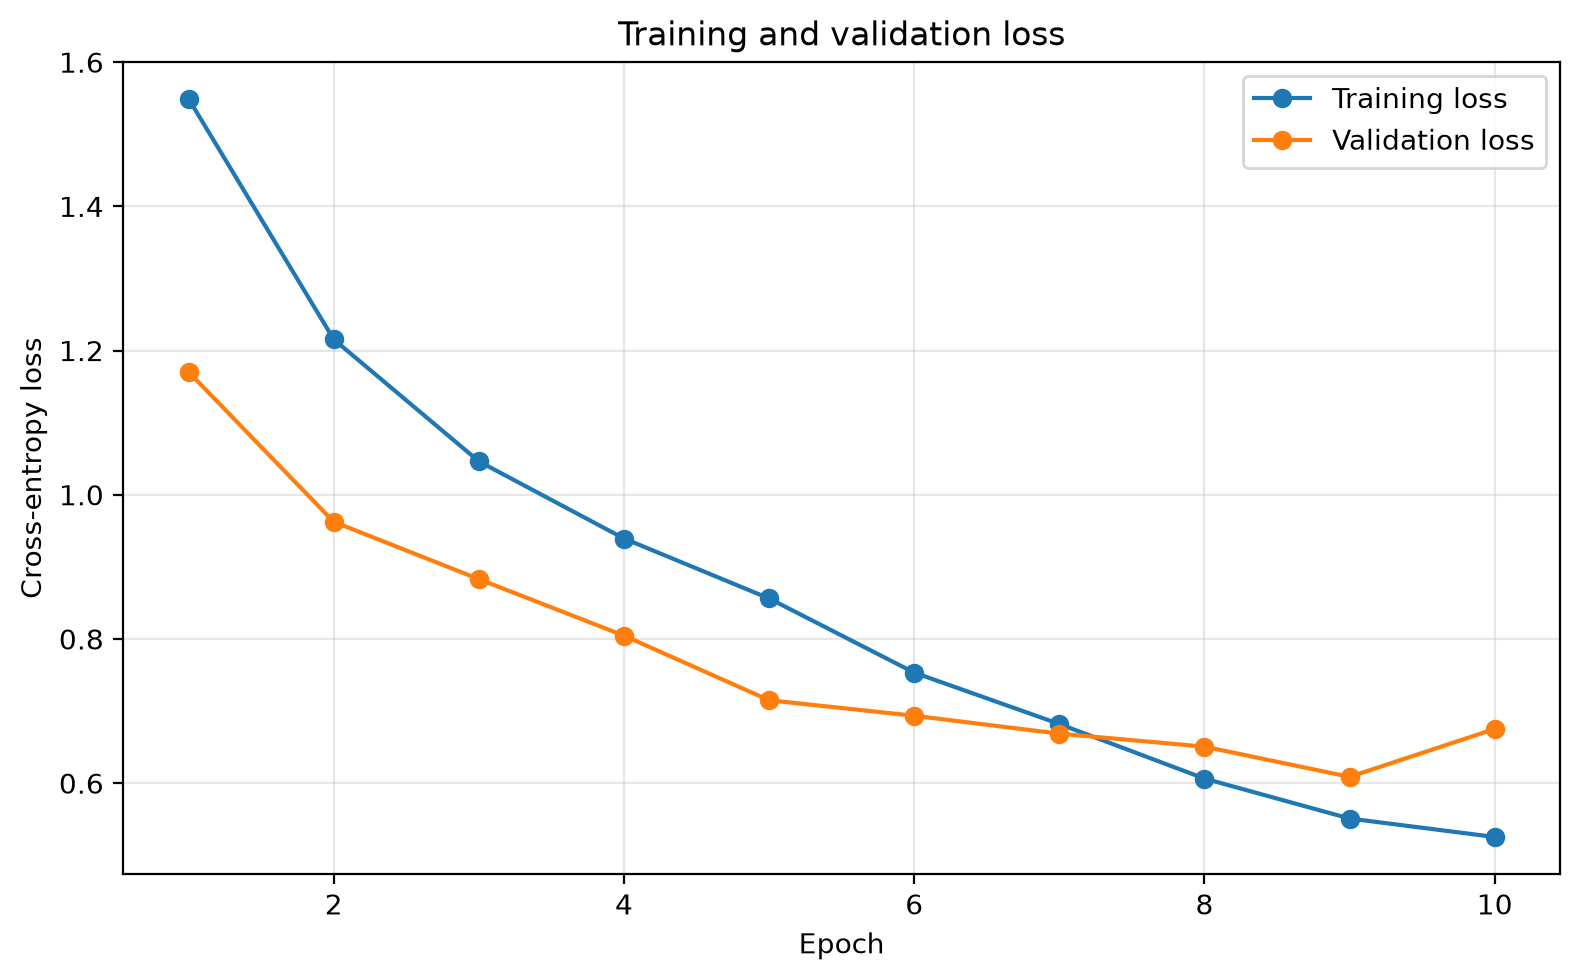 Training and validation loss
Training loss
Validation loss
Cross-entropy loss
1.6
1.4
1.2
1.0
0.8
0.6
2 4 6 8 10
Epoch